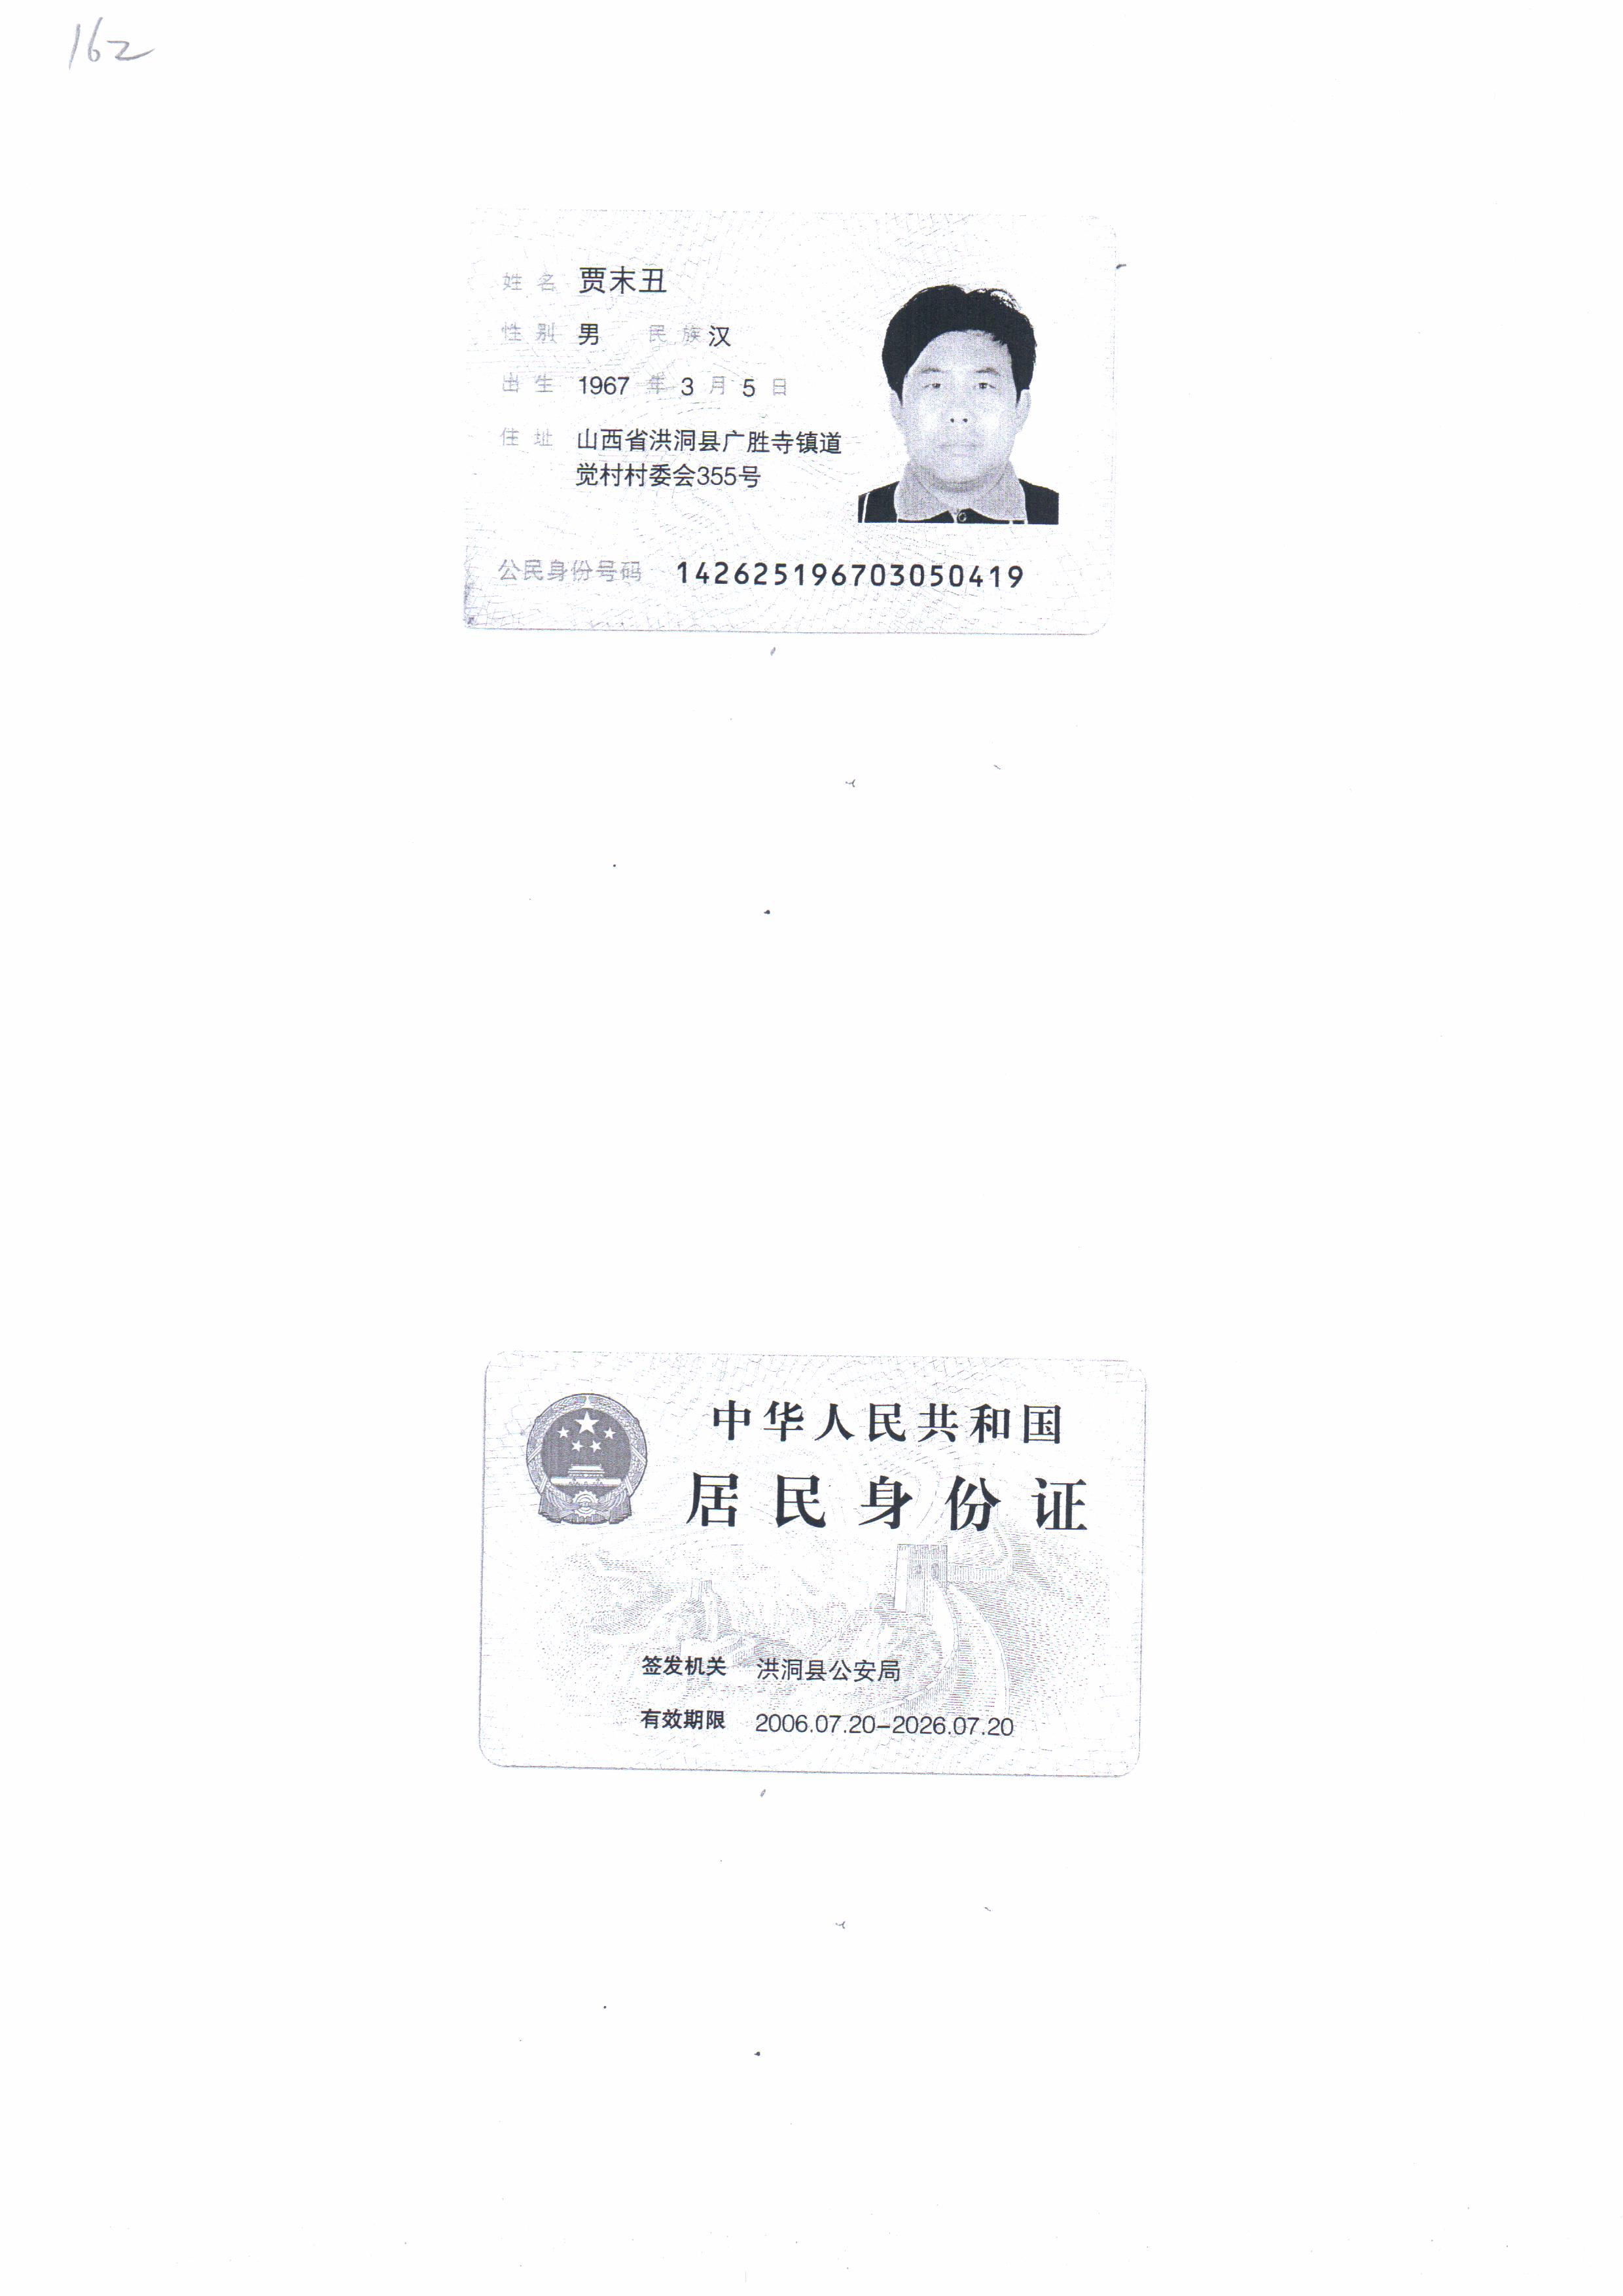 162
姓名 贾末丑
性别 男 民族 汉
出生 1967 年 3 月 5 日
住址 山西省洪洞县广胜寺镇道
觉村村委会355号
公民身份号码 142625196703050419
中华人民共和国
居民身份证
签发机关 洪洞县公安局
有效期限 2006.07.20-2026.07.20